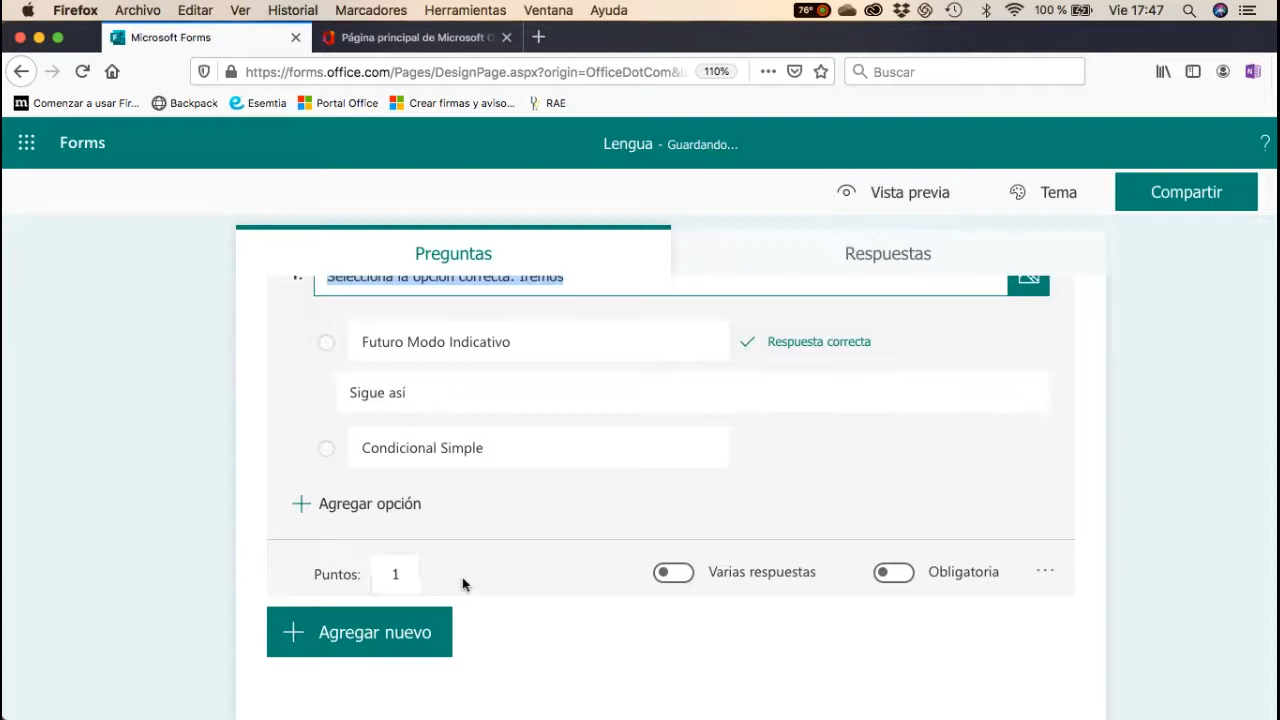 Firefox Archivo Editar Ver Historial Marcadores Herramientas Ventana Ayuda 76° 100 % Vie 17:47
Microsoft Forms Página principal de Microsoft O
https://forms.office.com/Pages/DesignPage.aspx?origin=OfficeDotCom&l 110% Buscar
Comenzar a usar Fir... Backpack Esemtia Portal Office Crear firmas y aviso... RAE
Forms Lengua - Guardando... ?
Vista previa Tema Compartir
Preguntas Respuestas
1. Selecciona la opción correcta: Iremos
Futuro Modo Indicativo Respuesta correcta
Sigue así
Condicional Simple
Agregar opción
Puntos: 1 Varias respuestas Obligatoria ...
Agregar nuevo